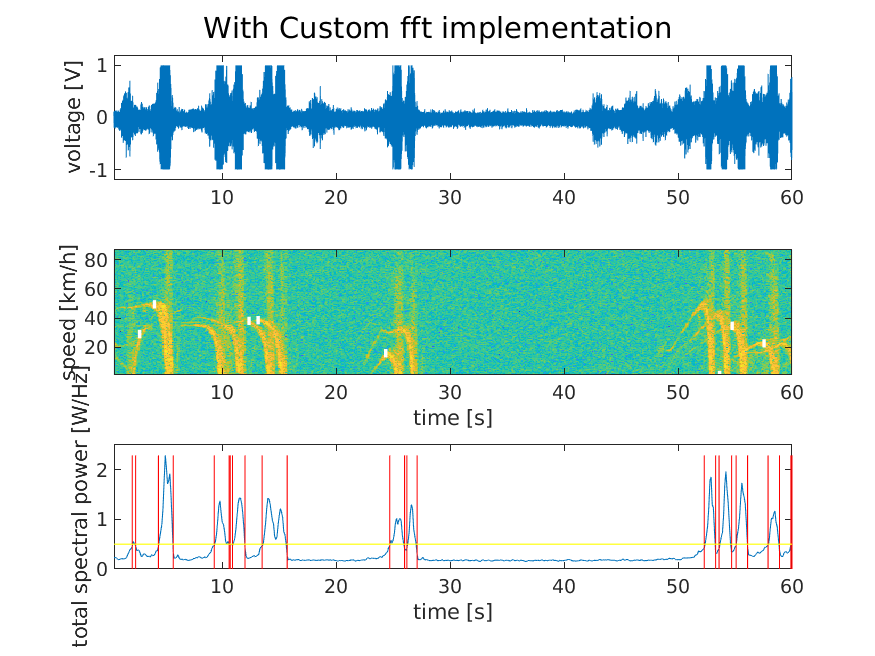 With Custom fft implementation
voltage [V]
1
0
-1
10 20 30 40 50 60
speed [km/h]
80
60
40
20
10 20 30 40 50 60
time [s]
total spectral power [W/Hz]
2
1
0
10 20 30 40 50 60
time [s]